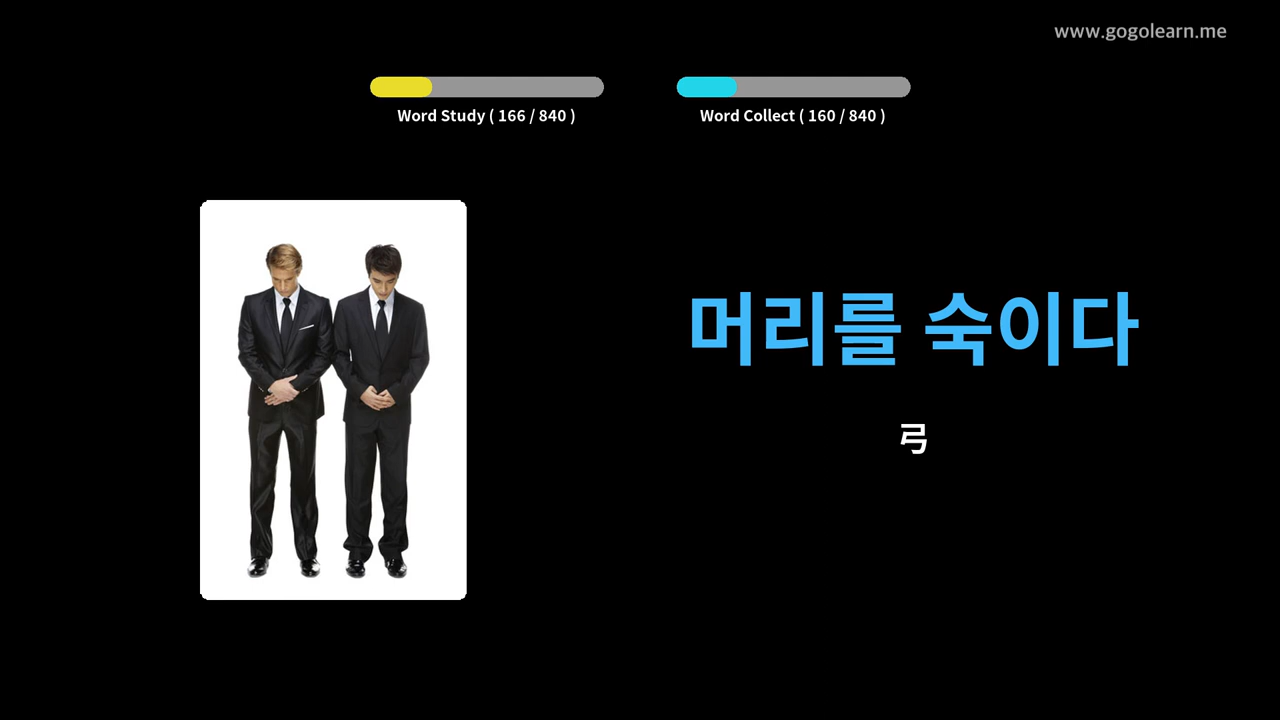 www.gogolearn.me
Word Study ( 166 / 840 )
Word Collect ( 160 / 840 )
머리를 숙이다
弓